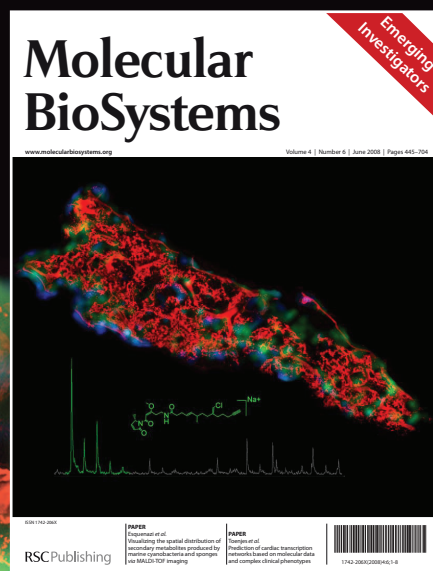 Emerging
Investigators
Molecular
BioSystems
www.molecularbiosystems.org
Volume 4 | Number 6 | June 2008 | Pages 445–704
O
O
Cl
Na+
N
H
N
O
O
ISSN 1742-206X
RSCPublishing
PAPER
Esquenazi et al.
Visualizing the spatial distribution of
secondary metabolites produced by
marine cyanobacteria and sponges
via MALDI-TOF imaging
PAPER
Toenjes et al.
Prediction of cardiac transcription
networks based on molecular data
and complex clinical phenotypes
1742-206X(2008)4:6;1-8